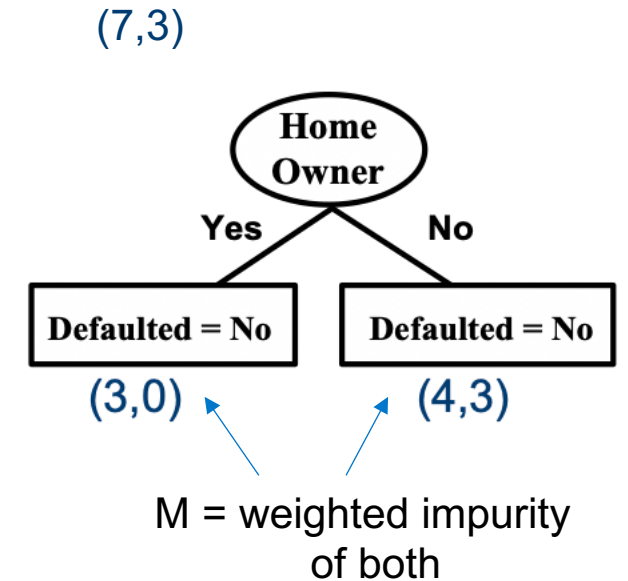 (7,3)
Home
Owner
Yes
No
Defaulted = No
Defaulted = No
(3,0)
(4,3)
M = weighted impurity
of both